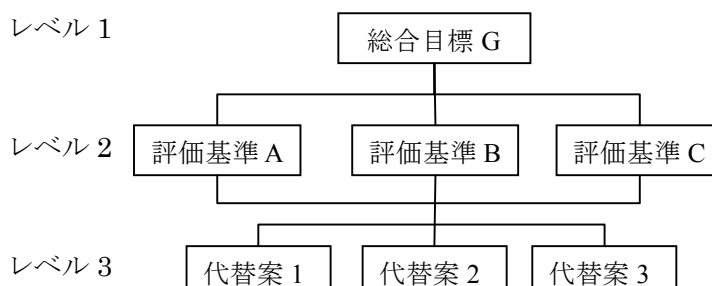 レベル 1
総合目標 G
レベル 2
評価基準 A
評価基準 B
評価基準 C
レベル 3
代替案 1
代替案 2
代替案 3